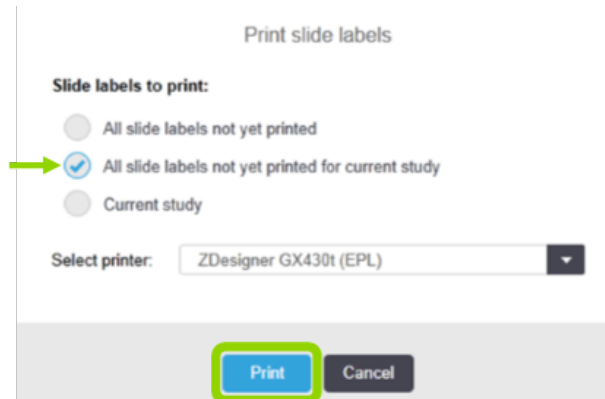 Print slide labels
Slide labels to print:
All slide labels not yet printed
All slide labels not yet printed for current study
Current study
Select printer: ZDesigner GX430t (EPL)
Print Cancel